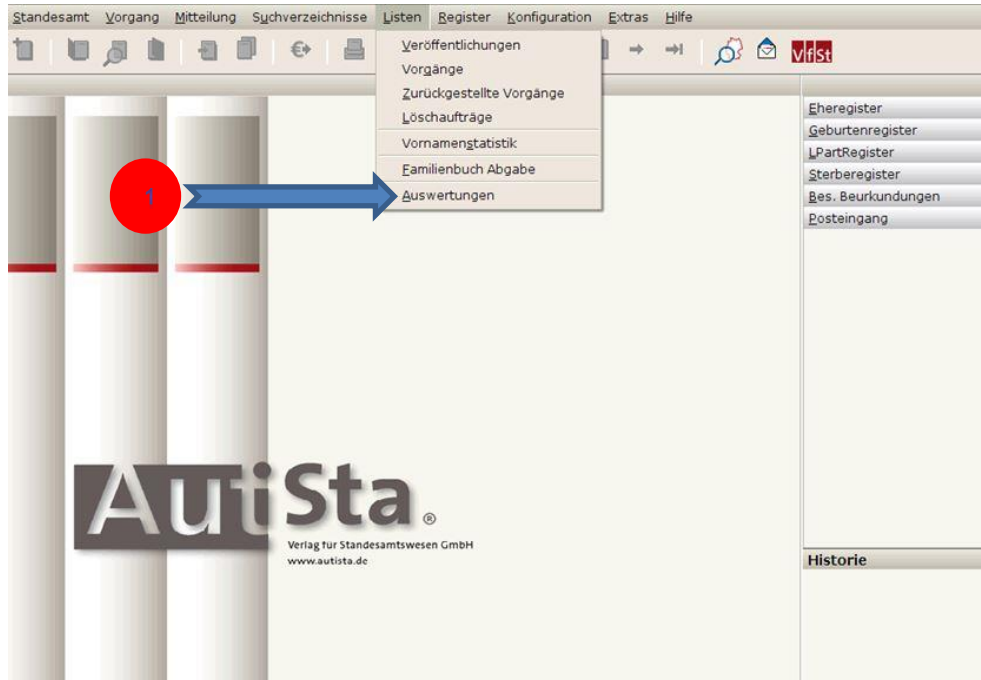 Standesamt Vorgang Mitteilung Suchverzeichnisse Listen Register Konfiguration Extras Hilfe
VfSt
Veröffentlichungen
Vorgänge
Zurückgestellte Vorgänge
Löschaufträge
Vornamenstatistik
Familienbuch Abgabe
Auswertungen
1
Eheregister
Geburtenregister
LPartRegister
Sterberegister
Bes. Beurkundungen
Posteingang
AutiSta®
Verlag für Standesamtswesen GmbH
www.autista.de
Historie